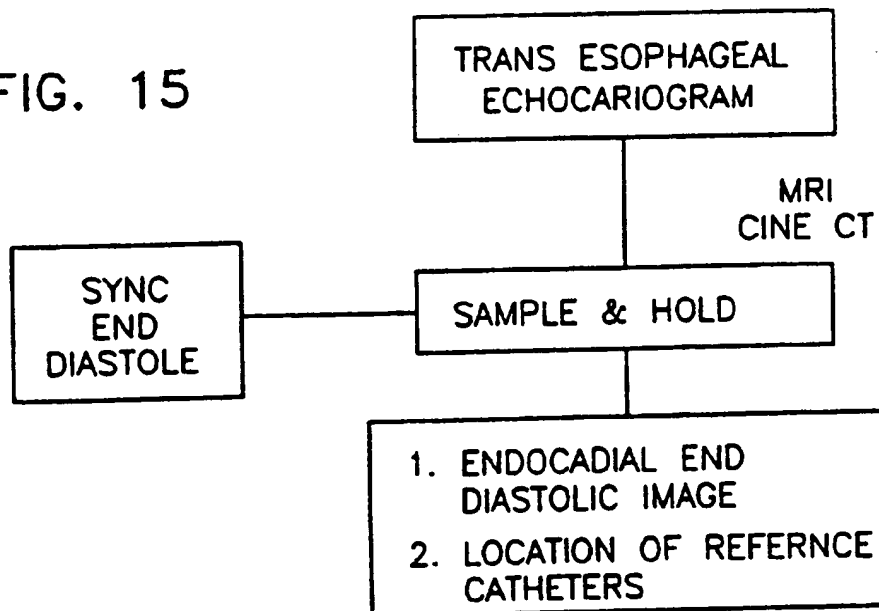 FIG. 15
TRANS ESOPHAGEAL
ECHOCARIOGRAM
MRI
CINE CT
SYNC
END
DIASTOLE
SAMPLE & HOLD
1. ENDOCADIAL END
DIASTOLIC IMAGE
2. LOCATION OF REFERNCE
CATHETERS